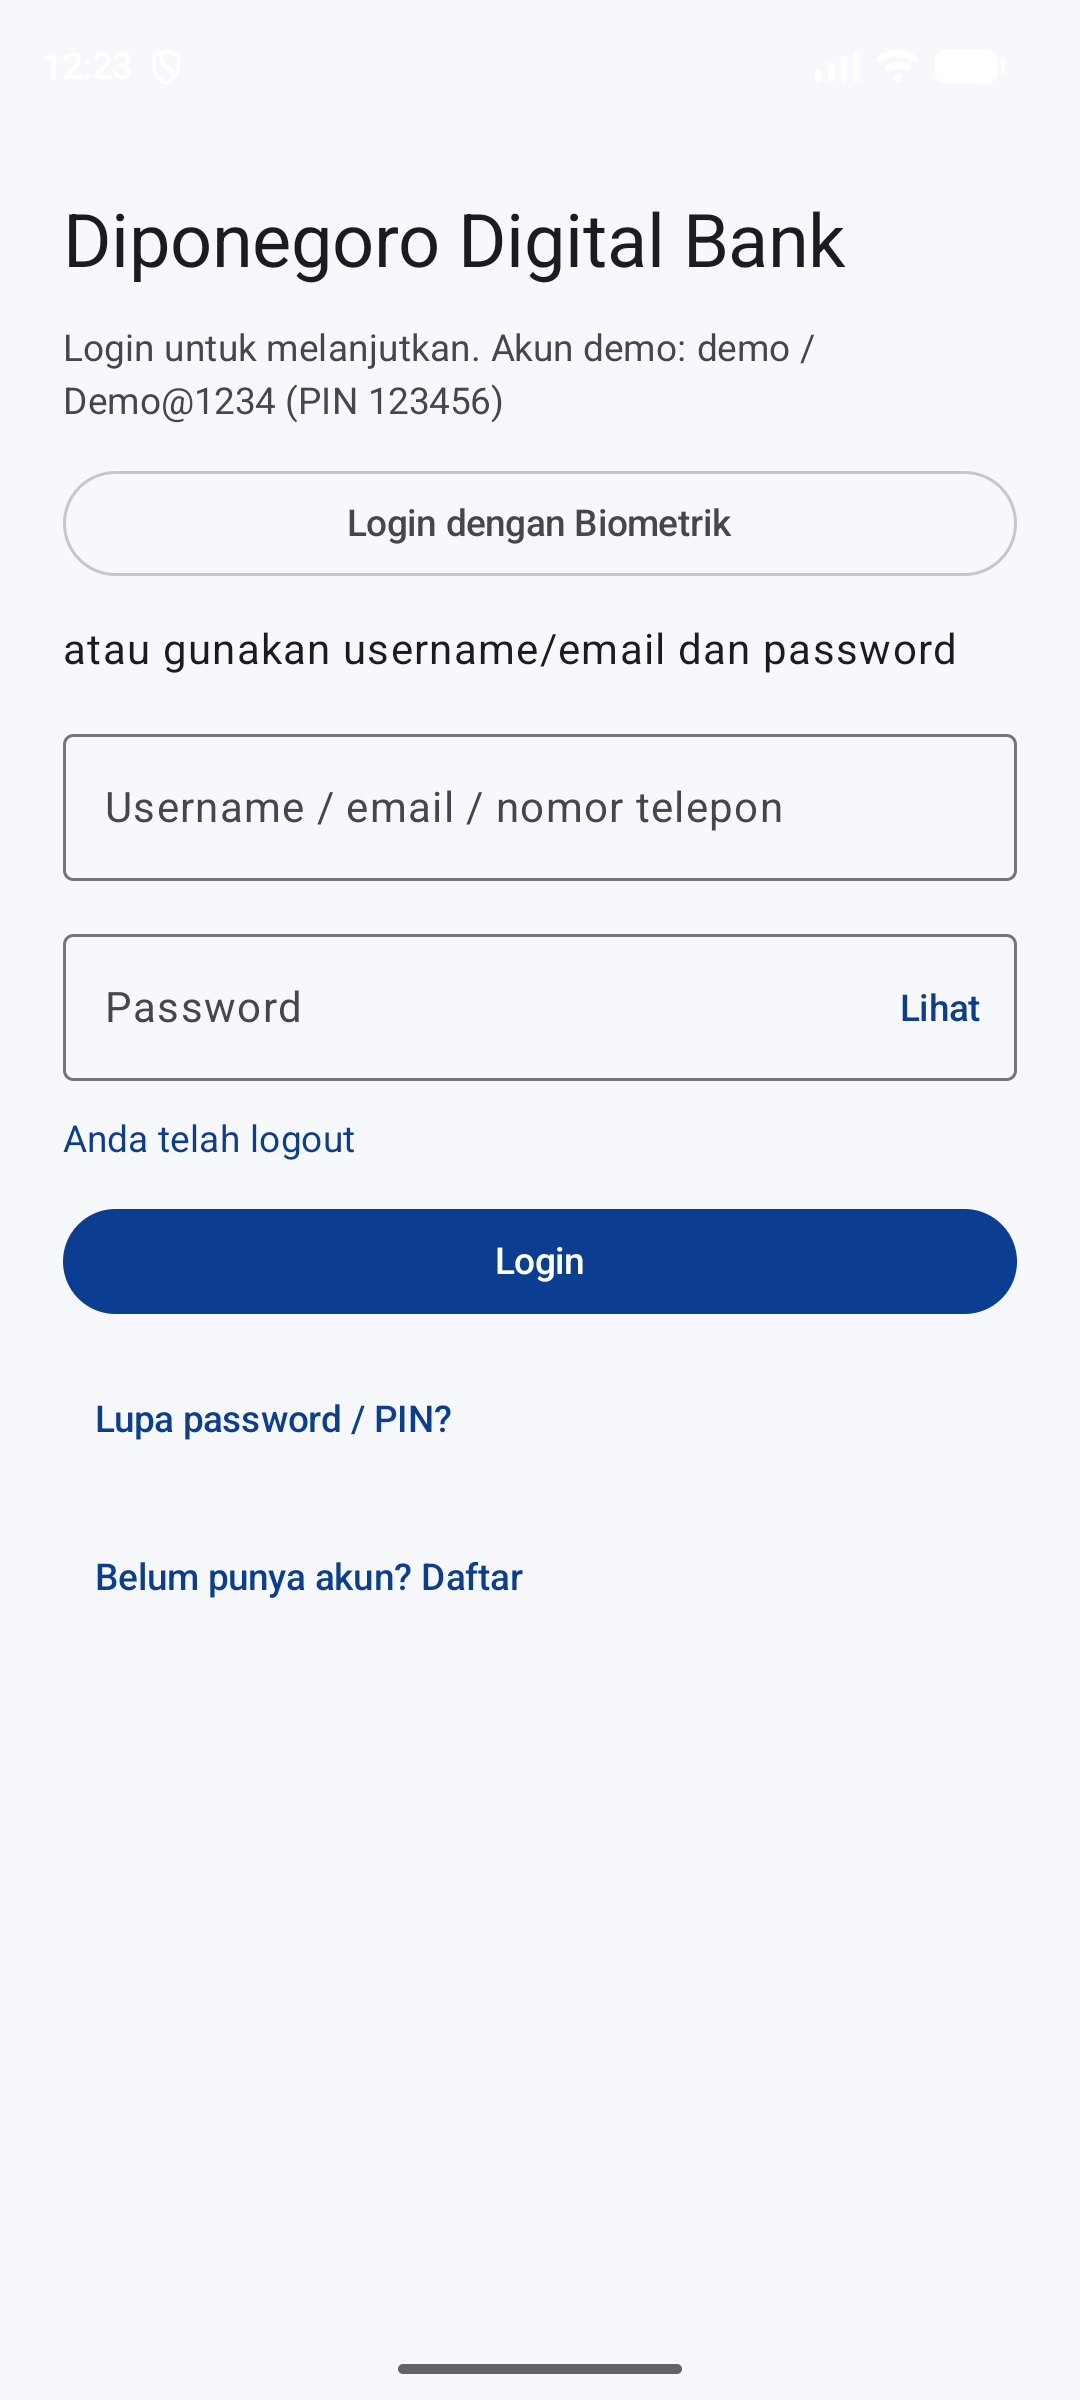 12:23
Diponegoro Digital Bank
Login untuk melanjutkan. Akun demo: demo /
Demo@1234 (PIN 123456)
Login dengan Biometrik
atau gunakan username/email dan password
Username / email / nomor telepon
Password
Lihat
Anda telah logout
Login
Lupa password / PIN?
Belum punya akun? Daftar